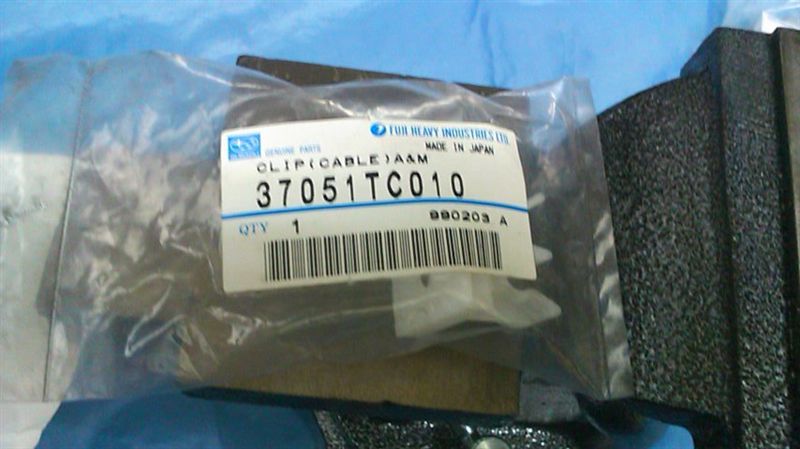 FUJI HEAVY INDUSTRIES LTD.
GENUINE PARTS
MADE IN JAPAN
CLIP(CABLE)A&M
37051TC010
QTY 1
990203 A